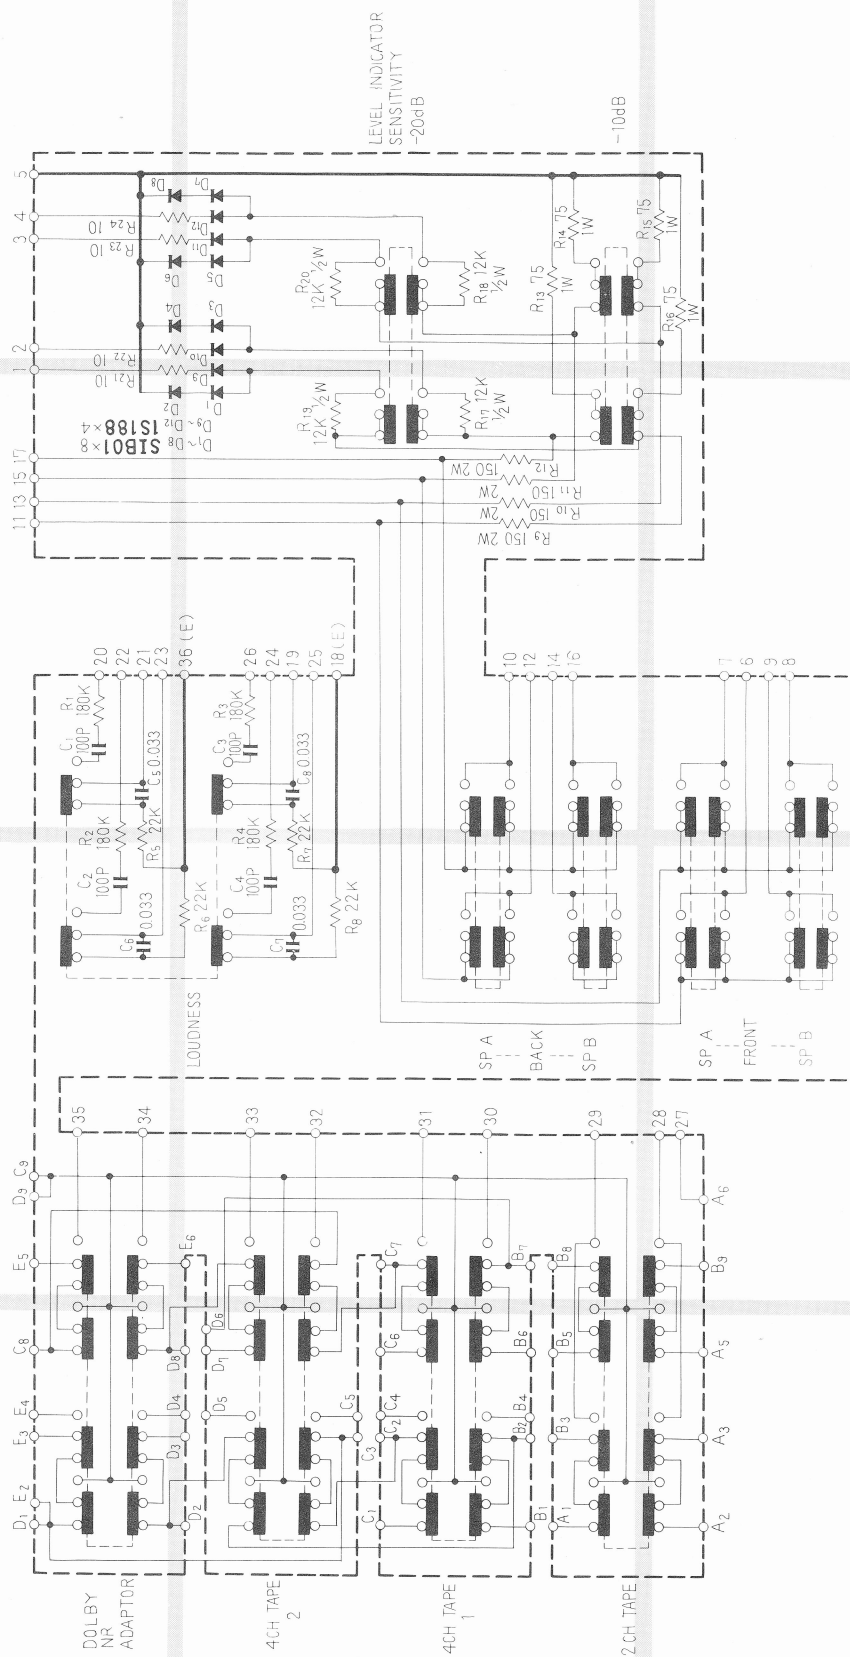 LEVEL INDICATOR
SENSITIVITY
-20dB
-10dB
5
4
3
2
1
17
15
13
11
R24 10
R23 10
R22 10
R21 10
D8
D7
D12
D11
D6
D5
D4
D3
D10
D9
D2
D1
D1~D8 SIB01×8
D9~D12 1S188×4
R20
12K ½W
R18 12K
½W
R19
12K ½W
R17 12K
½W
R14 75
1W
R13 75
1W
R15 75
1W
R16 75
1W
R12 150 2W
R11 150 2W
R10 150 2W
R9 150 2W
20
22
21
23
36 (E)
26
24
19
25
18 (E)
C1
100P
R1
180K
C2
100P
R2
180K
C5 0.033
R5 22K
C6
0.033
R6 22K
C3
100P
R3
180K
C4
100P
R4
180K
C8 0.033
R7 22K
C7
0.033
R8 22K
LOUDNESS
10
12
14
16
7
6
9
8
SP A
BACK
SP B
SP A
FRONT
SP B
35
34
33
32
31
30
29
28
27
C9
D9
E5
C8
E4
E3
E2
D1
E6
D8
D4
D3
D2
D6
D7
D5
C5
C3
C7
C6
C4
C2
C1
B7
B6
B4
B2
B1
B8
B5
B3
A1
A6
B9
A5
A3
A2
DOLBY
NR
ADAPTOR
4CH TAPE
2
4CH TAPE
1
2CH TAPE